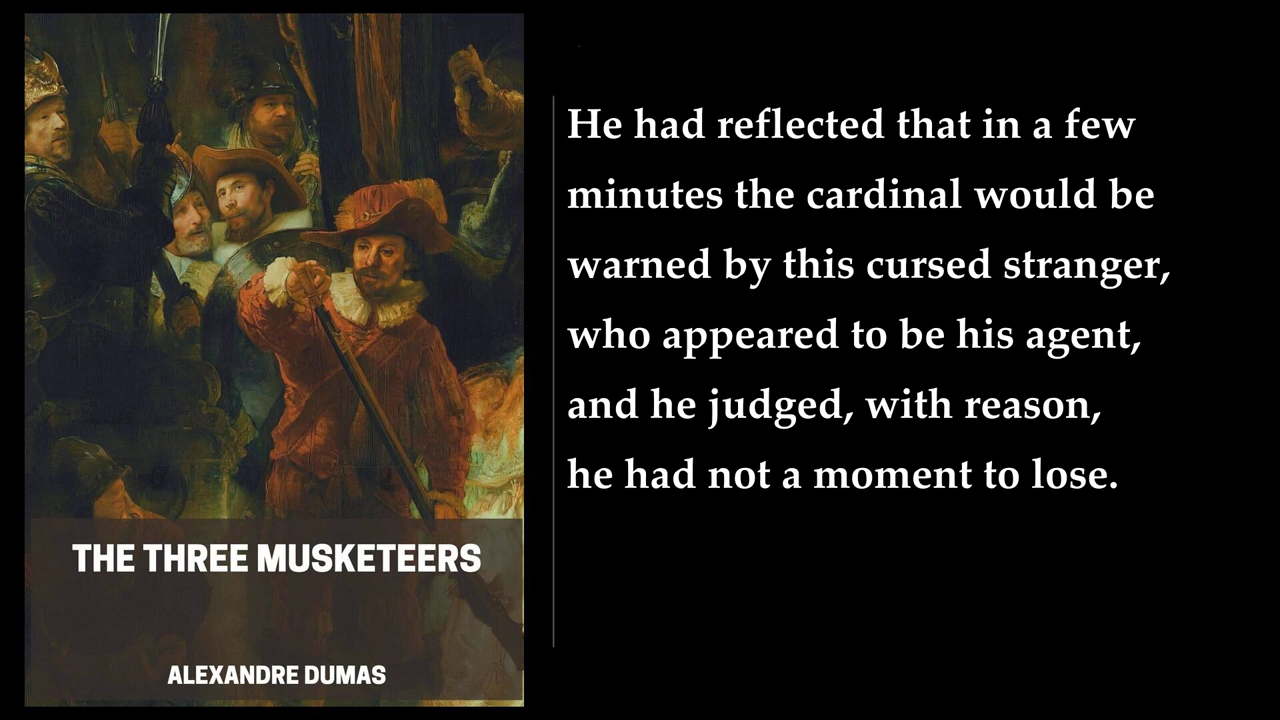 THE THREE MUSKETEERS
ALEXANDRE DUMAS
He had reflected that in a few
minutes the cardinal would be
warned by this cursed stranger,
who appeared to be his agent,
and he judged, with reason,
he had not a moment to lose.